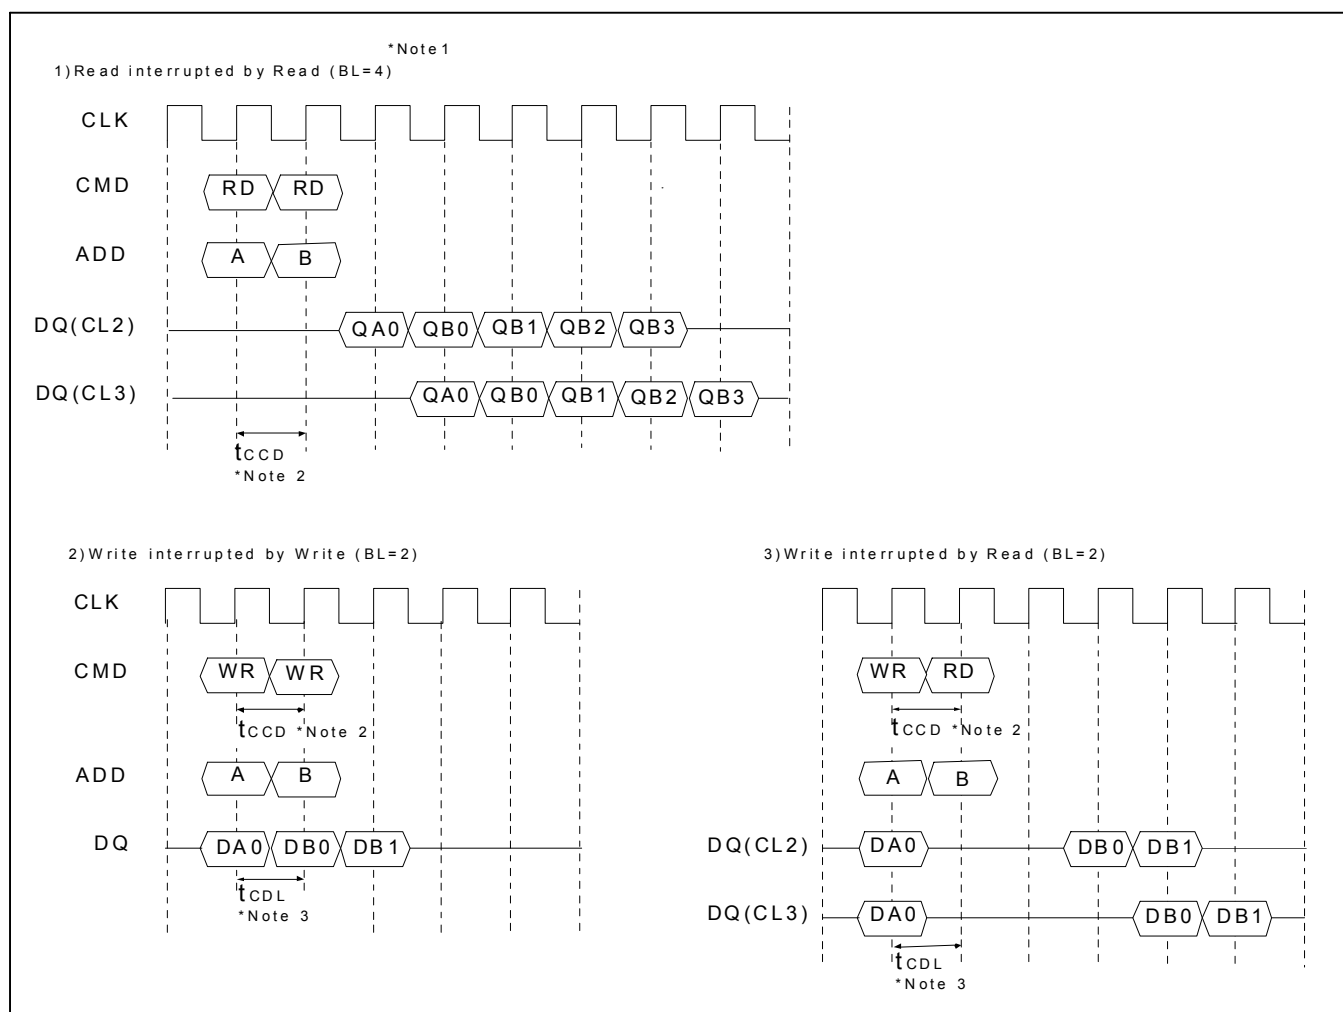 *Note1
1)Read interrupted by Read (BL=4)
CLK
CMD RD RD
ADD A B
DQ(CL2) QA0 QB0 QB1 QB2 QB3
DQ(CL3) QA0 QB0 QB1 QB2 QB3
tCCD
*Note 2
2)Write interrupted by Write (BL=2)
CLK
CMD WR WR
tCCD *Note 2
ADD A B
DQ DA0 DB0 DB1
tCDL
*Note 3
3)Write interrupted by Read (BL=2)
WR RD
tCCD *Note 2
A B
DQ(CL2) DA0 DB0 DB1
DQ(CL3) DA0 DB0 DB1
tCDL
*Note 3